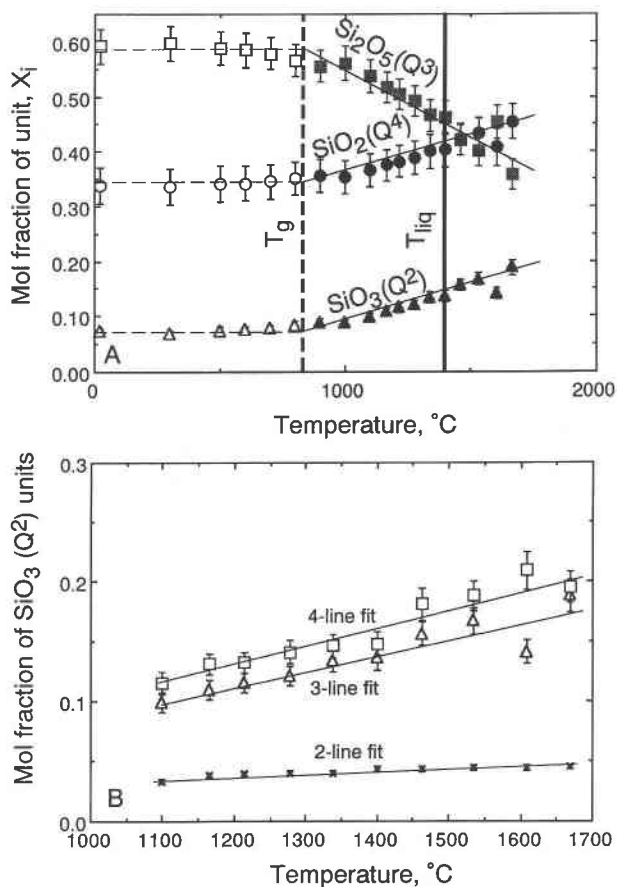 Mol fraction of unit, Xi
0.60
0.50
0.40
0.30
0.20
0.10
0.00
Si2O5(Q3)
SiO2(Q4)
SiO3(Q2)
Tg
Tliq
A
0
1000
2000
Temperature, °C
Mol fraction of SiO3 (Q2) units
0.3
0.2
0.1
0.0
4-line fit
3-line fit
2-line fit
B
1000 1100 1200 1300 1400 1500 1600 1700
Temperature, °C